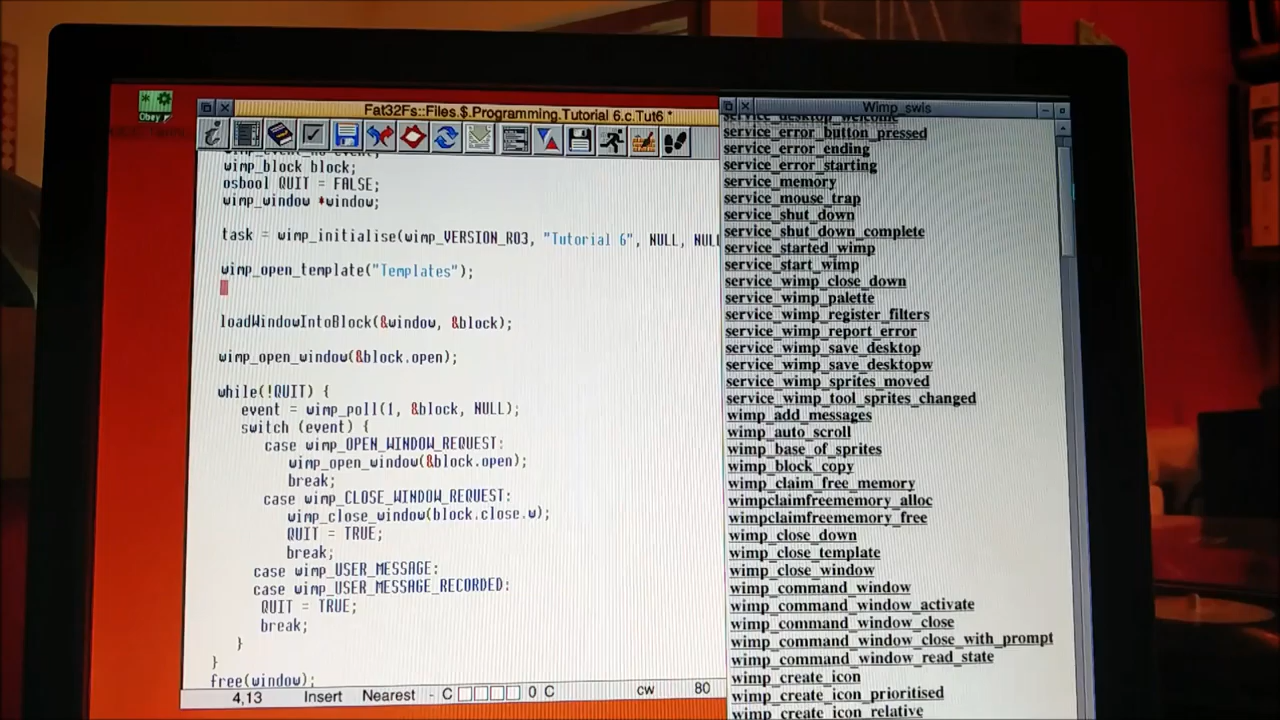 Obey
Fat32Fs::Files.$.Programming.Tutorial 6.c.Tut6 *
wimp_block block;
osbool QUIT = FALSE;
wimp_window *window;
task = wimp_initialise(wimp_VERSION_RO3, "Tutorial 6", NULL, NUL
wimp_open_template("Templates");
loadWindowIntoBlock(&window, &block);
wimp_open_window(&block.open);
while(!QUIT) {
event = wimp_poll(1, &block, NULL);
switch (event) {
case wimp_OPEN_WINDOW_REQUEST:
wimp_open_window(&block.open);
break;
case wimp_CLOSE_WINDOW_REQUEST:
wimp_close_window(block.close.w);
QUIT = TRUE;
break;
case wimp_USER_MESSAGE:
case wimp_USER_MESSAGE_RECORDED:
QUIT = TRUE;
break;
}
}
free(window);
4,13 Insert Nearest - C 0 C cw 80
Wimp_swis
service_desktop_welcome
service_error_button_pressed
service_error_ending
service_error_starting
service_memory
service_mouse_trap
service_shut_down
service_shut_down_complete
service_started_wimp
service_start_wimp
service_wimp_close_down
service_wimp_palette
service_wimp_register_filters
service_wimp_report_error
service_wimp_save_desktop
service_wimp_save_desktopw
service_wimp_sprites_moved
service_wimp_tool_sprites_changed
wimp_add_messages
wimp_auto_scroll
wimp_base_of_sprites
wimp_block_copy
wimp_claim_free_memory
wimpclaimfreememory_alloc
wimpclaimfreememory_free
wimp_close_down
wimp_close_template
wimp_close_window
wimp_command_window
wimp_command_window_activate
wimp_command_window_close
wimp_command_window_close_with_prompt
wimp_command_window_read_state
wimp_create_icon
wimp_create_icon_prioritised
wimp_create_icon_relative